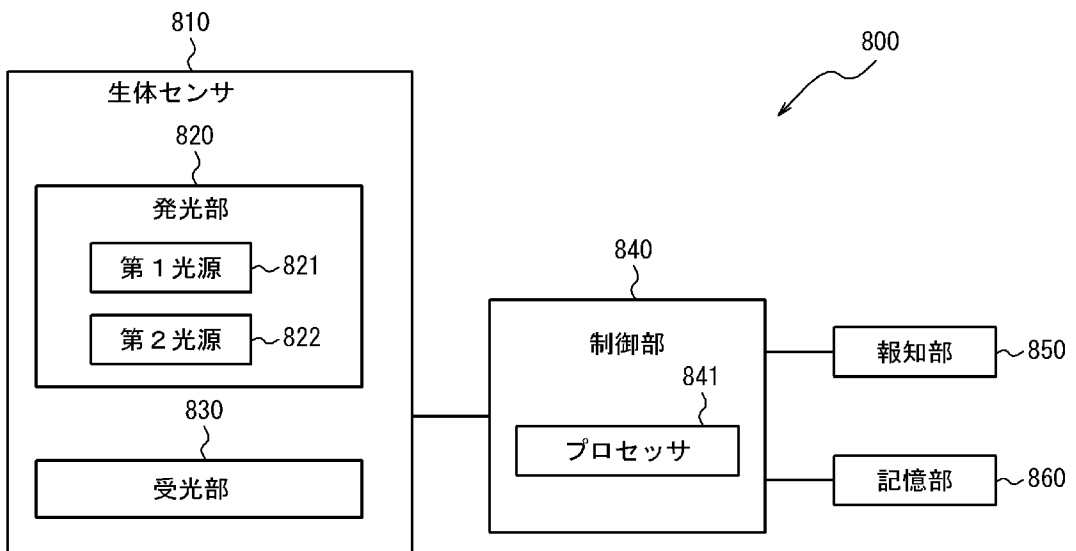 810
800
生体センサ
820
発光部
第１光源 821
840
第２光源 822
制御部
報知部 850
841
830
プロセッサ
受光部
記憶部 860